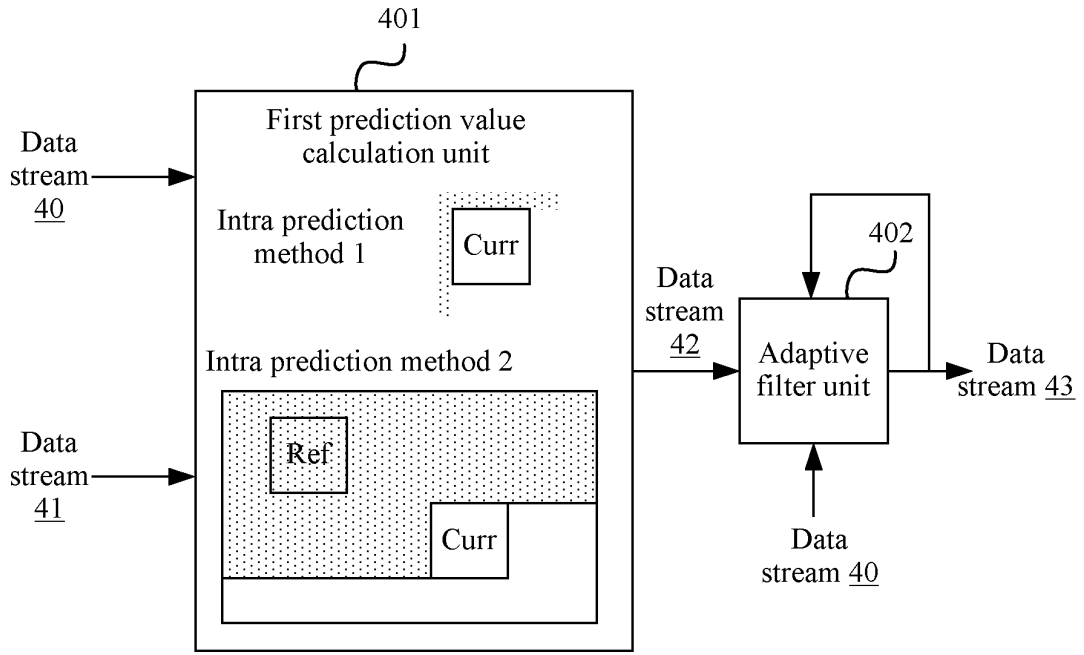 401
First prediction value
calculation unit
Data
stream
40
Intra prediction
method 1
Curr
402
Data
stream
42
Intra prediction method 2
Adaptive
filter unit
Data
stream 43
Ref
Data
stream
41
Curr
Data
stream 40